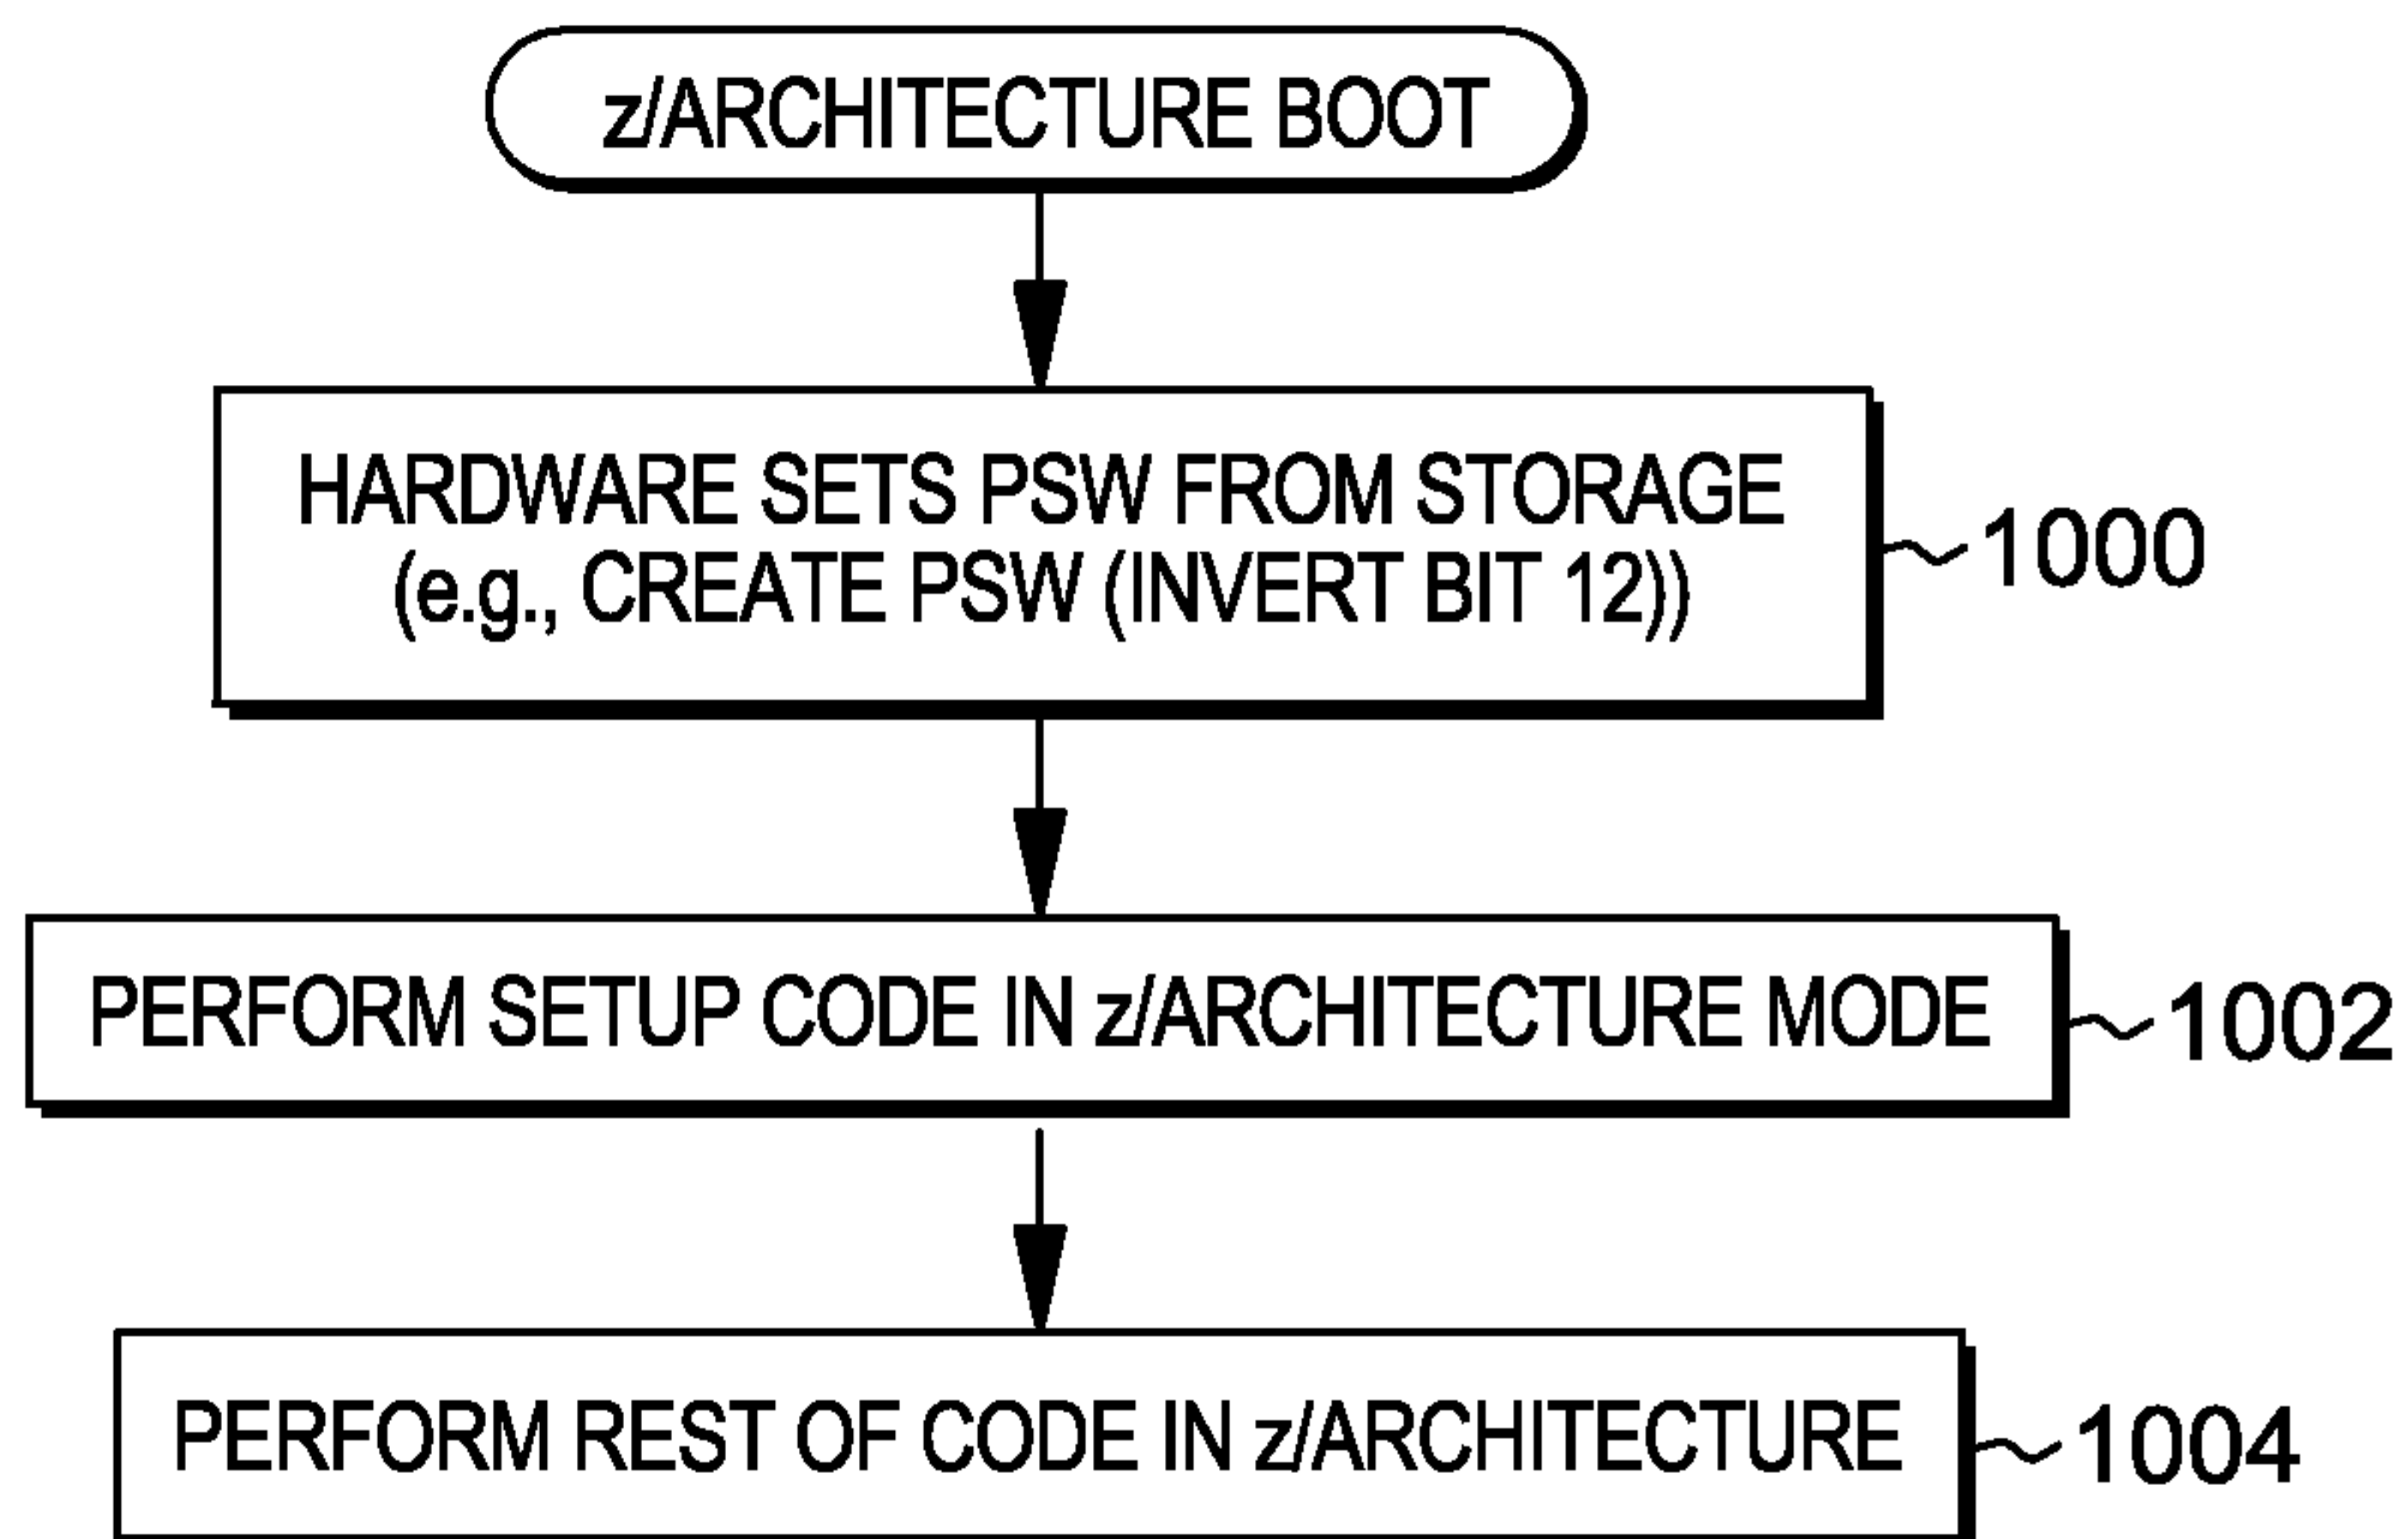 z/ARCHITECTURE BOOT
HARDWARE SETS PSW FROM STORAGE
(e.g., CREATE PSW (INVERT BIT 12))
1000
PERFORM SETUP CODE IN z/ARCHITECTURE MODE
1002
PERFORM REST OF CODE IN z/ARCHITECTURE
1004